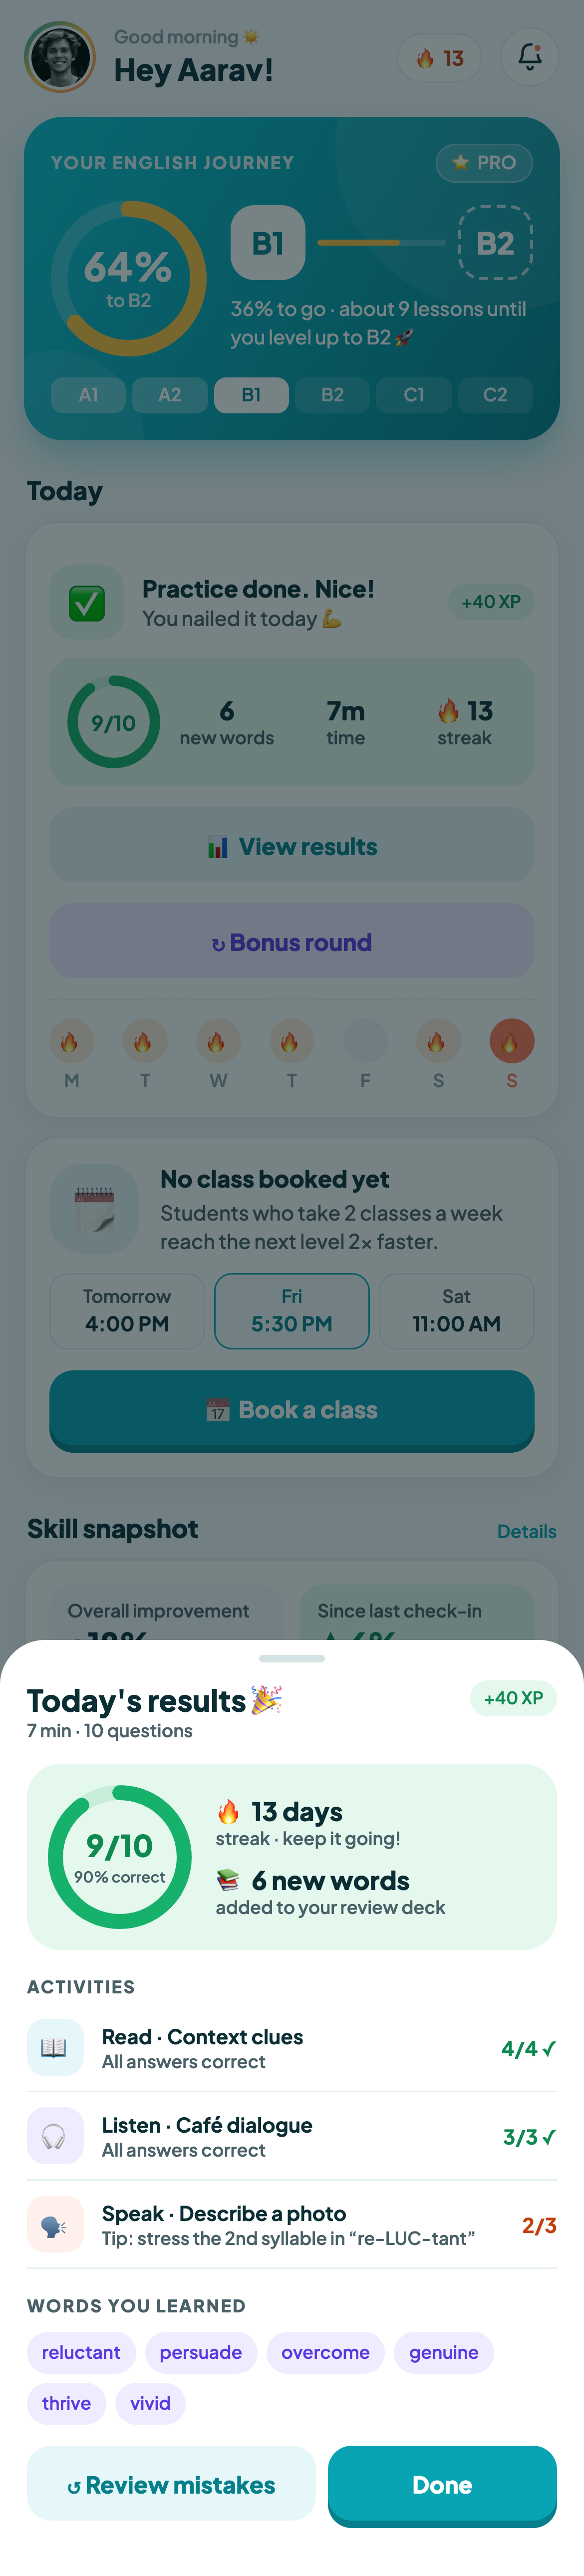 Good morning ☀️
Hey Aarav!
🔥 13
YOUR ENGLISH JOURNEY
⭐ PRO
64%
to B2
B1
B2
36% to go · about 9 lessons until
you level up to B2 🚀
A1 A2 B1 B2 C1 C2
Today
Practice done. Nice!
You nailed it today 💪
+40 XP
9/10
6
new words
7m
time
🔥 13
streak
📊 View results
↻ Bonus round
M T W T F S S
No class booked yet
Students who take 2 classes a week
reach the next level 2× faster.
Tomorrow
4:00 PM
Fri
5:30 PM
Sat
11:00 AM
📅 Book a class
Skill snapshot
Details
Overall improvement
Since last check-in
Today's results 🎉
+40 XP
7 min · 10 questions
9/10
90% correct
🔥 13 days
streak · keep it going!
📚 6 new words
added to your review deck
ACTIVITIES
Read · Context clues
All answers correct
4/4 ✓
Listen · Café dialogue
All answers correct
3/3 ✓
Speak · Describe a photo
Tip: stress the 2nd syllable in “re-LUC-tant”
2/3
WORDS YOU LEARNED
reluctant persuade overcome genuine
thrive vivid
↺ Review mistakes
Done